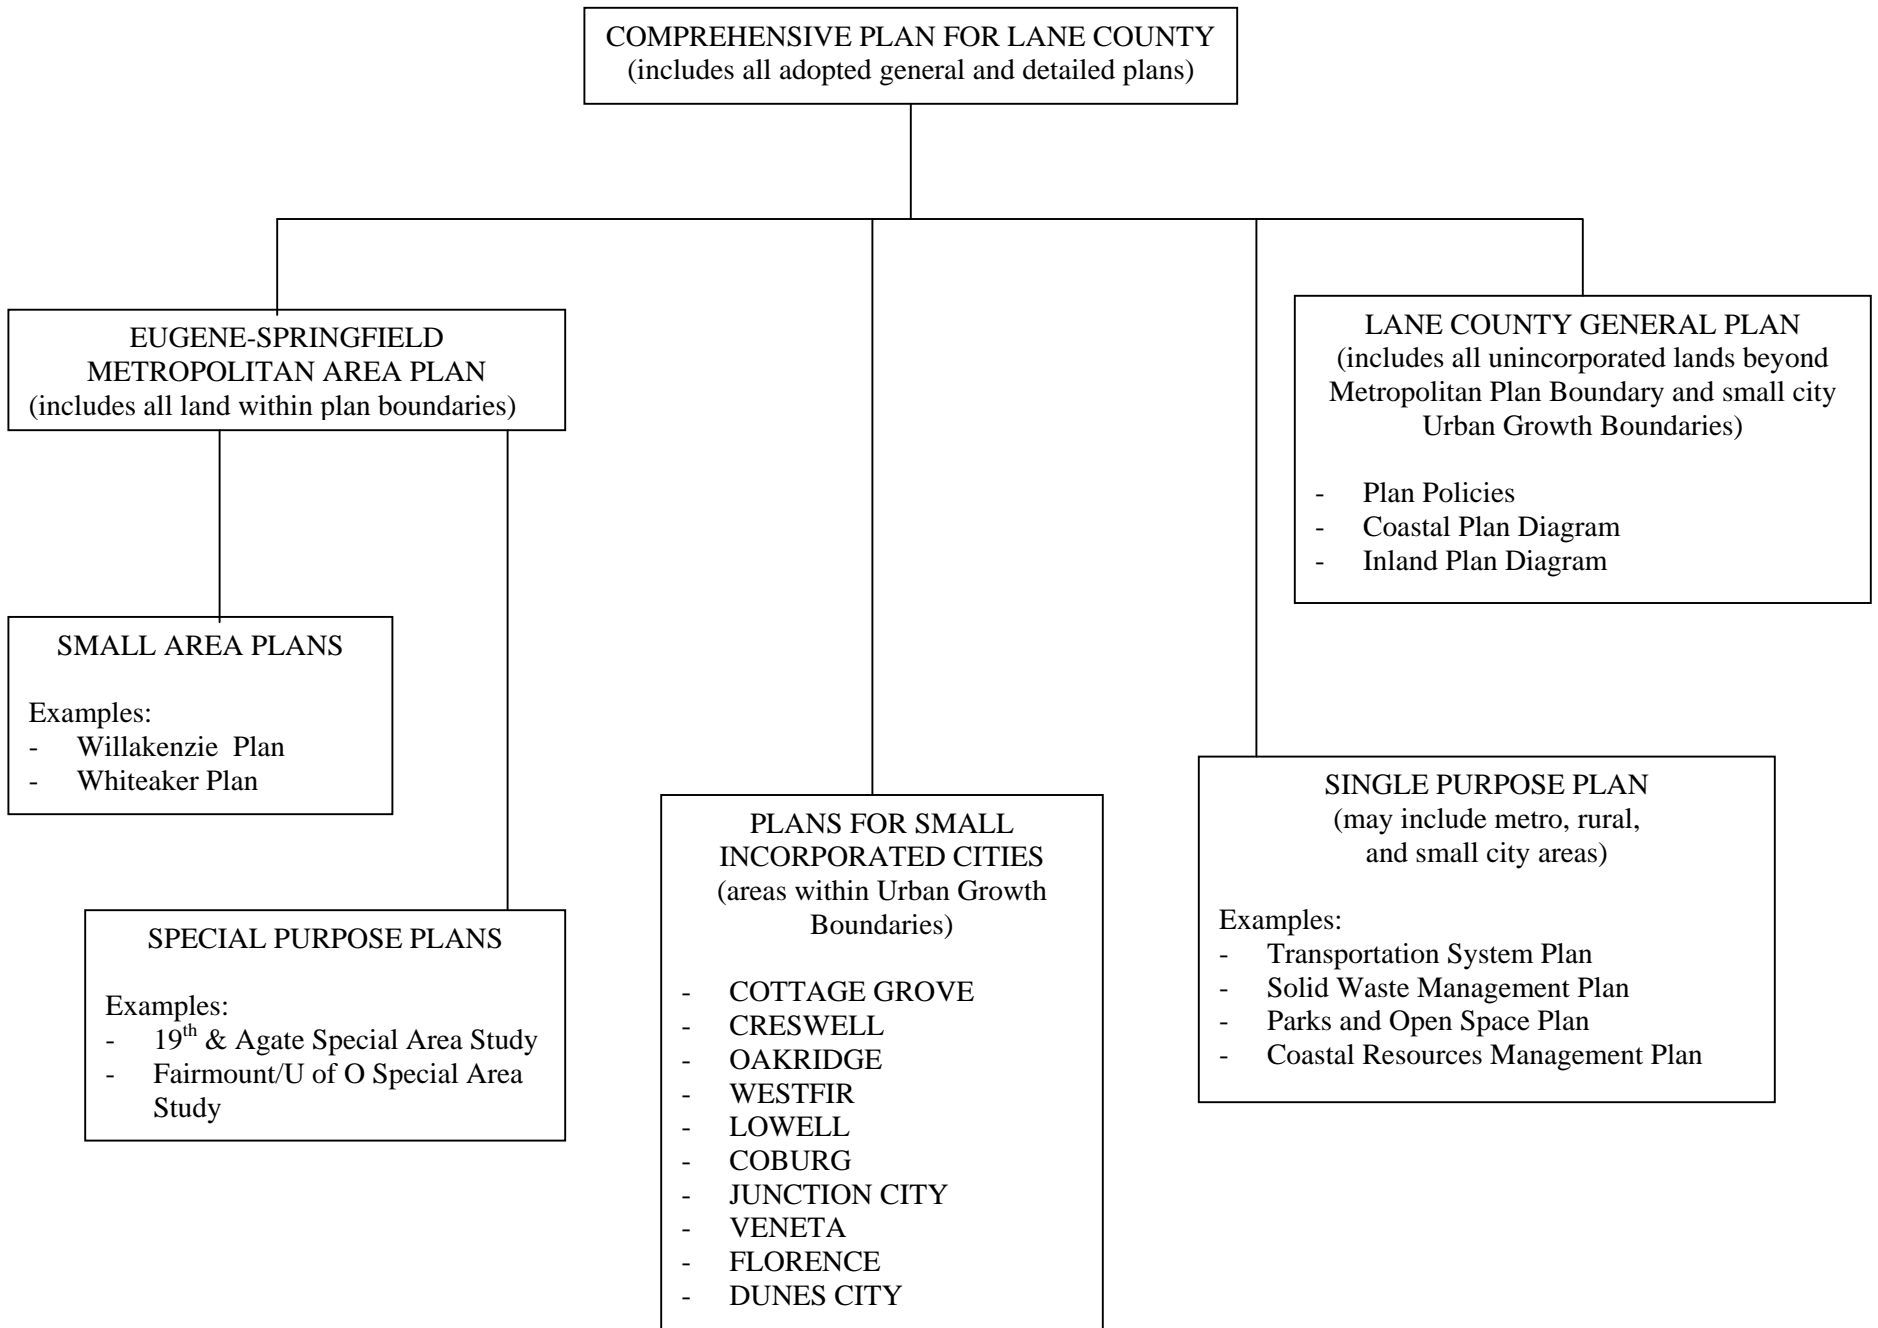 COMPREHENSIVE PLAN FOR LANE COUNTY
(includes all adopted general and detailed plans)
EUGENE-SPRINGFIELD
METROPOLITAN AREA PLAN
(includes all land within plan boundaries)
LANE COUNTY GENERAL PLAN
(includes all unincorporated lands beyond
Metropolitan Plan Boundary and small city
Urban Growth Boundaries)
- Plan Policies
- Coastal Plan Diagram
- Inland Plan Diagram
SMALL AREA PLANS
Examples:
- Willakenzie Plan
- Whiteaker Plan
SPECIAL PURPOSE PLANS
Examples:
- 19th & Agate Special Area Study
- Fairmount/U of O Special Area
Study
PLANS FOR SMALL
INCORPORATED CITIES
(areas within Urban Growth
Boundaries)
- COTTAGE GROVE
- CRESWELL
- OAKRIDGE
- WESTFIR
- LOWELL
- COBURG
- JUNCTION CITY
- VENETA
- FLORENCE
- DUNES CITY
SINGLE PURPOSE PLAN
(may include metro, rural,
and small city areas)
Examples:
- Transportation System Plan
- Solid Waste Management Plan
- Parks and Open Space Plan
- Coastal Resources Management Plan